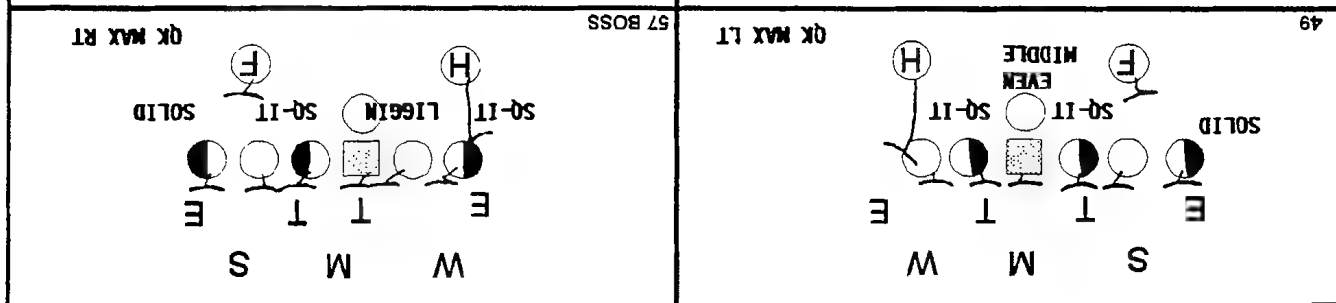 S M W
E T T E
SOLID
SQ-IT SQ-IT
EVEN
MIDDLE
F H
49 QK MAX LT
W M S
E T T E
SQ-IT LIGGIN SQ-IT SOLID
H F
57 BOSS QK MAX RT